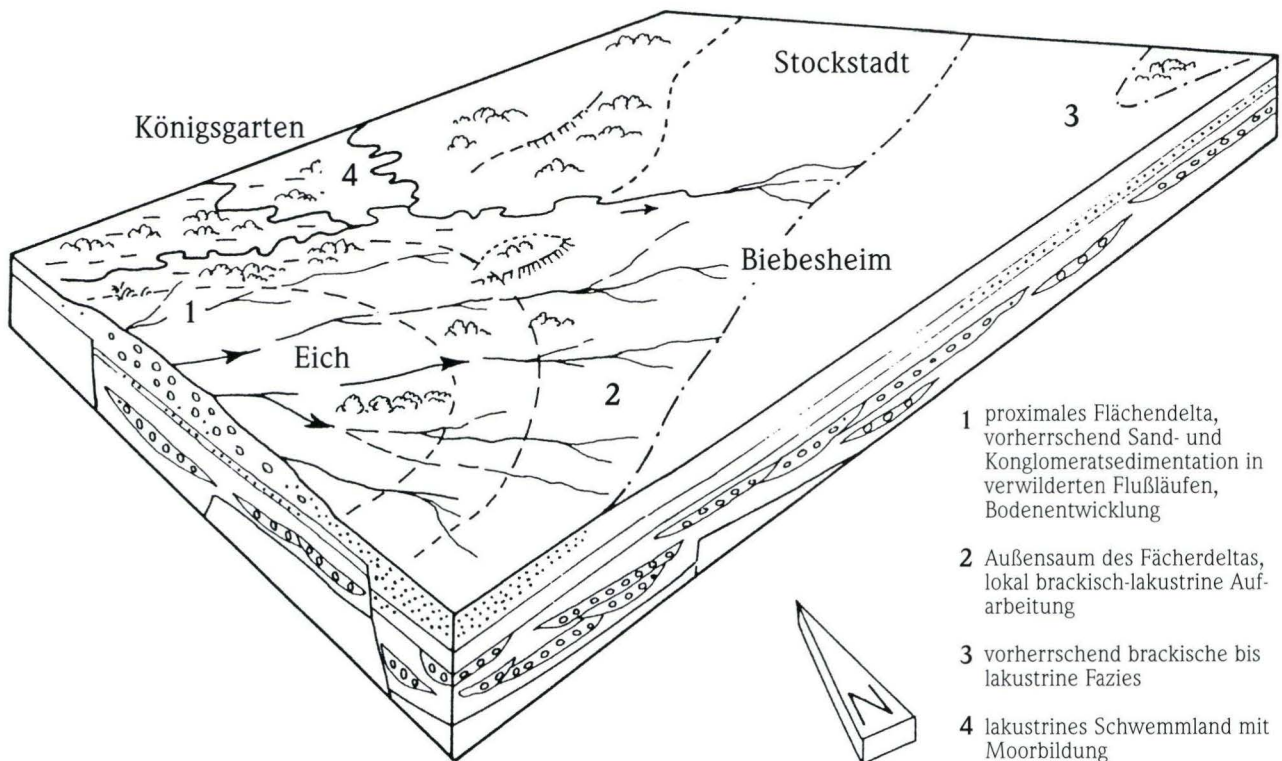 Stockstadt
3
Königsgarten
4
Biebesheim
1
Eich
2
1 proximales Flächendelta,
vorherrschend Sand- und
Konglomeratsedimentation in
verwilderten Flußläufen,
Bodenentwicklung
2 Außensaum des Fächerdeltas,
lokal brackisch-lakustrine Auf-
arbeitung
3 vorherrschend brackische bis
lakustrine Fazies
4 lakustrines Schwemmland mit
Moorbildung
N